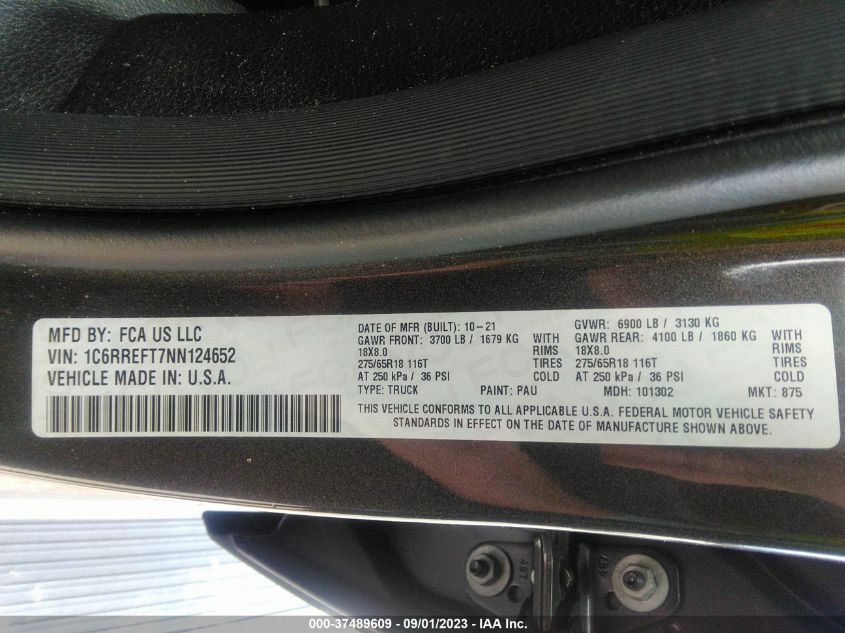 MFD BY: FCA US LLC
VIN: 1C6RREFT7NN124652
VEHICLE MADE IN: U.S.A.
DATE OF MFR (BUILT): 10-21 GVWR: 6900 LB / 3130 KG
GAWR FRONT: 3700 LB / 1679 KG WITH GAWR REAR: 4100 LB / 1860 KG WITH
18X8.0 RIMS 18X8.0 RIMS
275/65R18 116T TIRES 275/65R18 116T TIRES
AT 250 kPa / 36 PSI COLD AT 250 kPa / 36 PSI COLD
TYPE: TRUCK PAINT: PAU MDH: 101302 MKT: 875
THIS VEHICLE CONFORMS TO ALL APPLICABLE U.S.A. FEDERAL MOTOR VEHICLE SAFETY
STANDARDS IN EFFECT ON THE DATE OF MANUFACTURE SHOWN ABOVE.
487
000-37489609 - 09/01/2023 - IAA Inc.